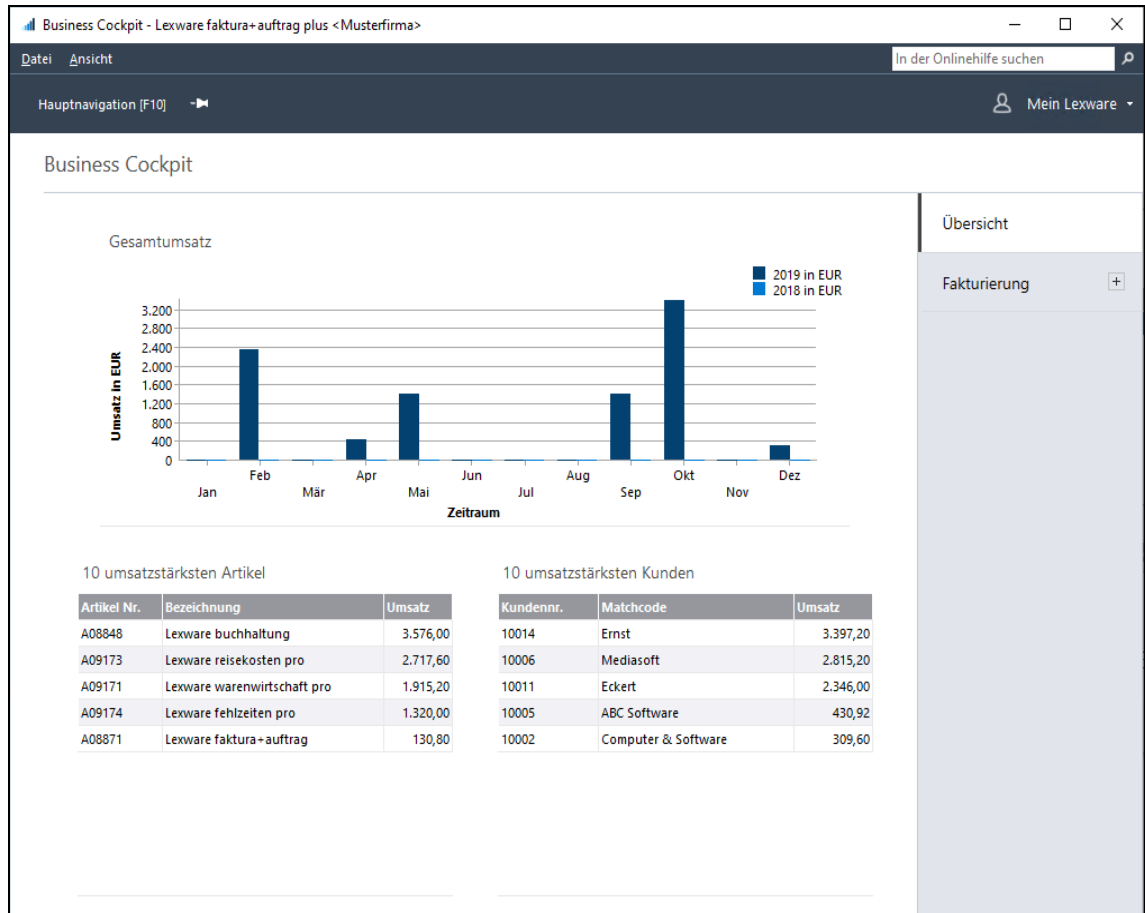 Business Cockpit - Lexware faktura+auftrag plus <Musterfirma>
Datei Ansicht In der Onlinehilfe suchen
Hauptnavigation [F10] Mein Lexware
Business Cockpit
Übersicht
Fakturierung
Gesamtumsatz
2019 in EUR
2018 in EUR
Umsatz in EUR
3.200
2.800
2.400
2.000
1.600
1.200
800
400
0
Jan Feb Mär Apr Mai Jun Jul Aug Sep Okt Nov Dez
Zeitraum
10 umsatzstärksten Artikel
Artikel Nr. Bezeichnung Umsatz
A08848 Lexware buchhaltung 3.576,00
A09173 Lexware reisekosten pro 2.717,60
A09171 Lexware warenwirtschaft pro 1.915,20
A09174 Lexware fehlzeiten pro 1.320,00
A08871 Lexware faktura+auftrag 130,80
10 umsatzstärksten Kunden
Kundennr. Matchcode Umsatz
10014 Ernst 3.397,20
10006 Mediasoft 2.815,20
10011 Eckert 2.346,00
10005 ABC Software 430,92
10002 Computer & Software 309,60